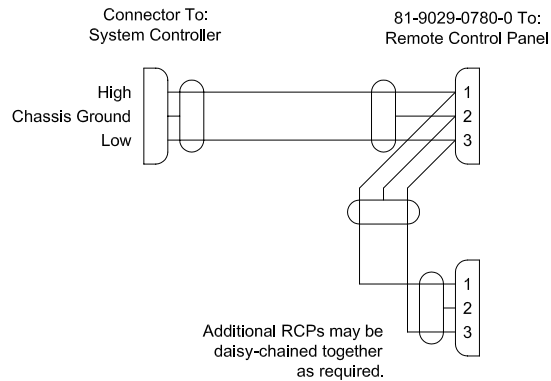 Connector To:
System Controller
81-9029-0780-0 To:
Remote Control Panel
High
Chassis Ground
Low
1
2
3
1
2
3
Additional RCPs may be
daisy-chained together
as required.